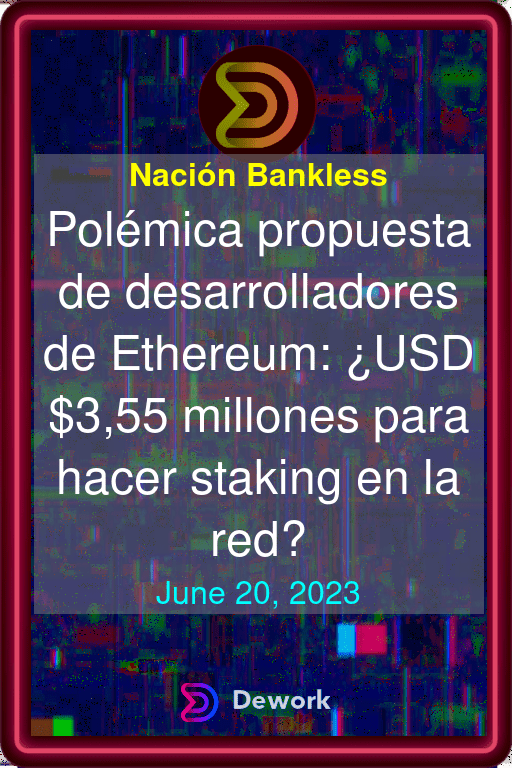 Nación Bankless
Polémica propuesta
de desarrolladores
de Ethereum: ¿USD
$3,55 millones para
hacer staking en la
red?
June 20, 2023
Dework